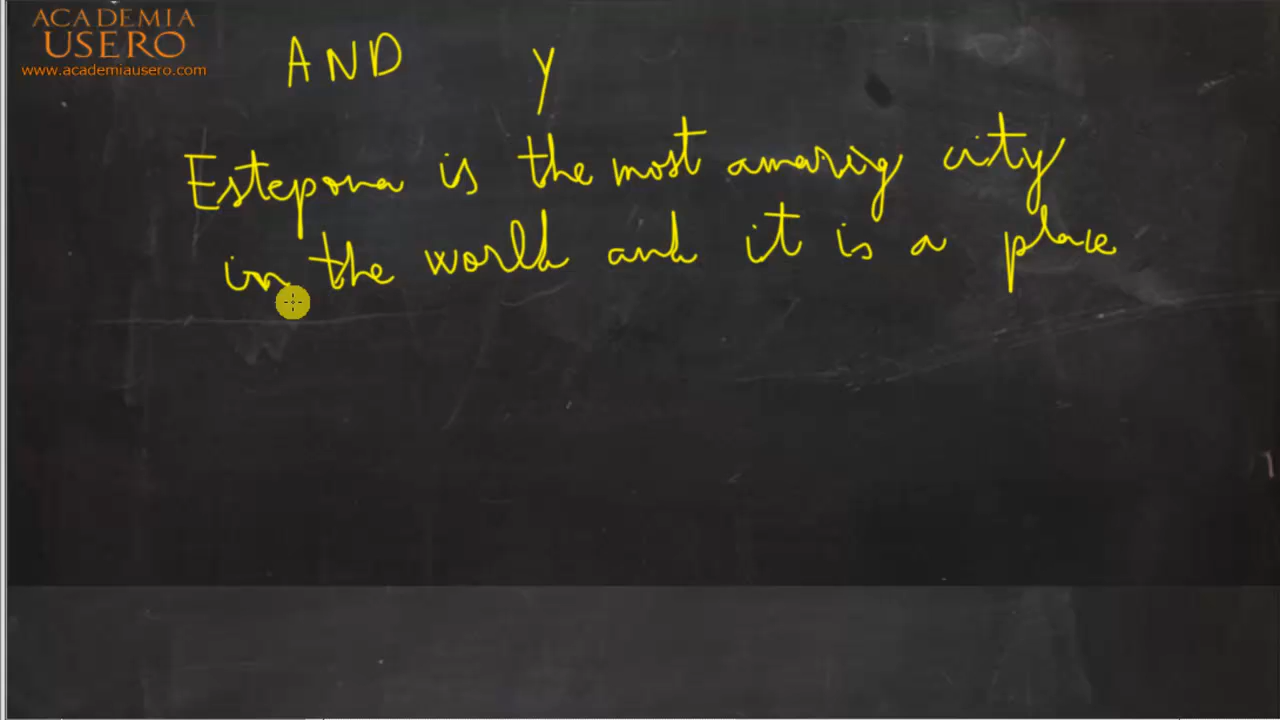 ACADEMIA
USERO
www.academiausero.com
AND y
Estepona is the most amazing city
in the world and it is a place